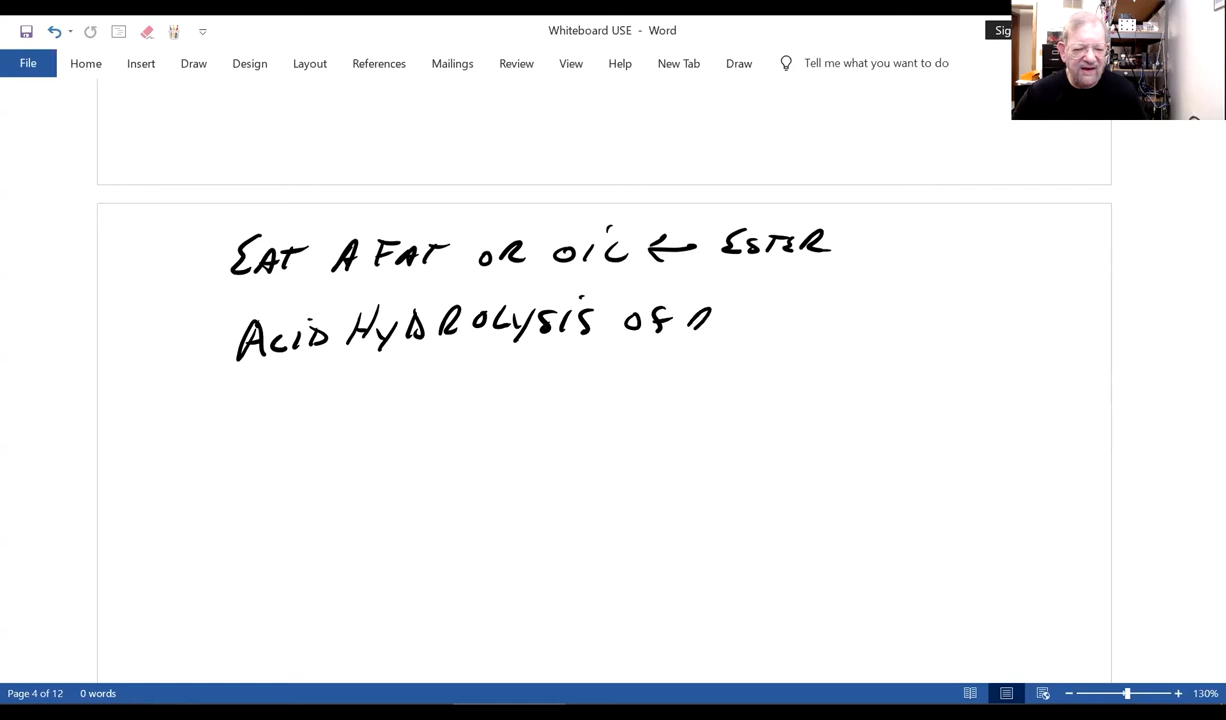 Whiteboard USE - Word
Sig
File Home Insert Draw Design Layout References Mailings Review View Help New Tab Draw Tell me what you want to do
EAT A FAT OR OIL ← ESTER
ACID HYDROLYSIS OF
Page 4 of 12 0 words 130%